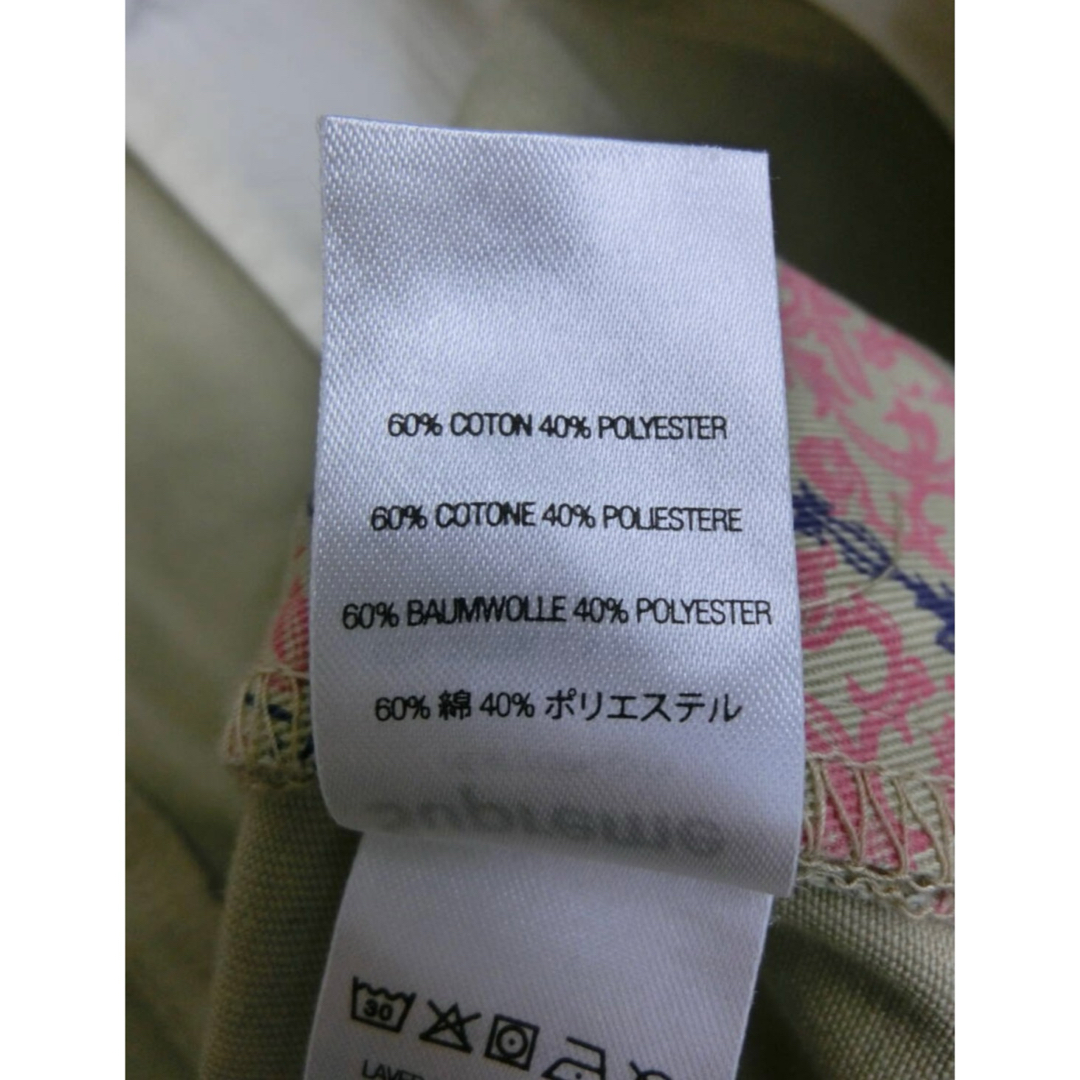 60% COTON 40% POLYESTER
60% COTONE 40% POLIESTERE
60% BAUMWOLLE 40% POLYESTER
60% 綿 40% ポリエステル
30